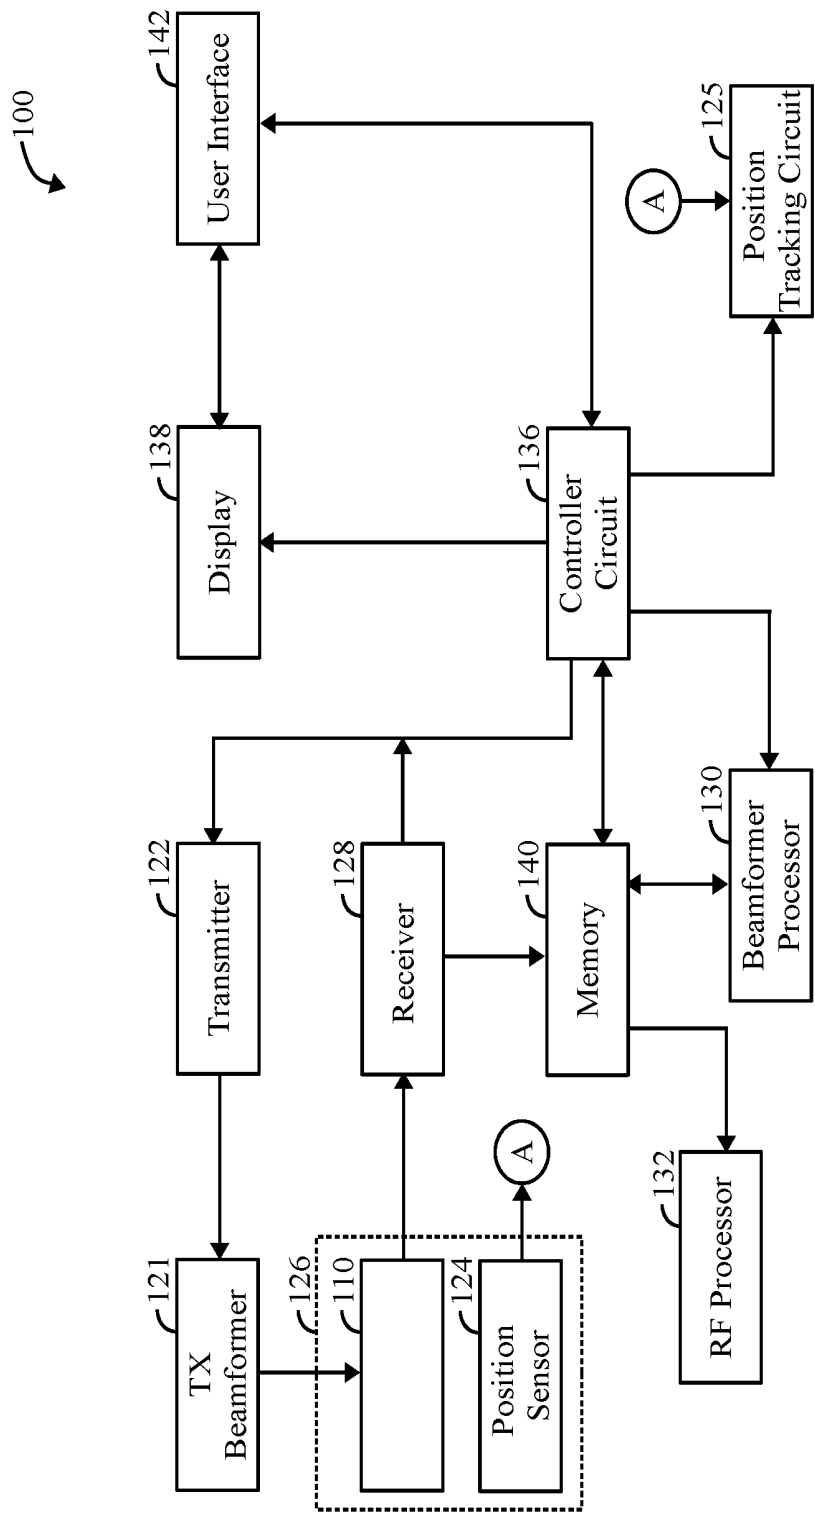 100
121
TX
Beamformer
122
Transmitter
138
Display
142
User Interface
126
110
128
Receiver
124
Position
Sensor
A
140
Memory
136
Controller
Circuit
A
132
RF Processor
130
Beamformer
Processor
125
Position
Tracking Circuit